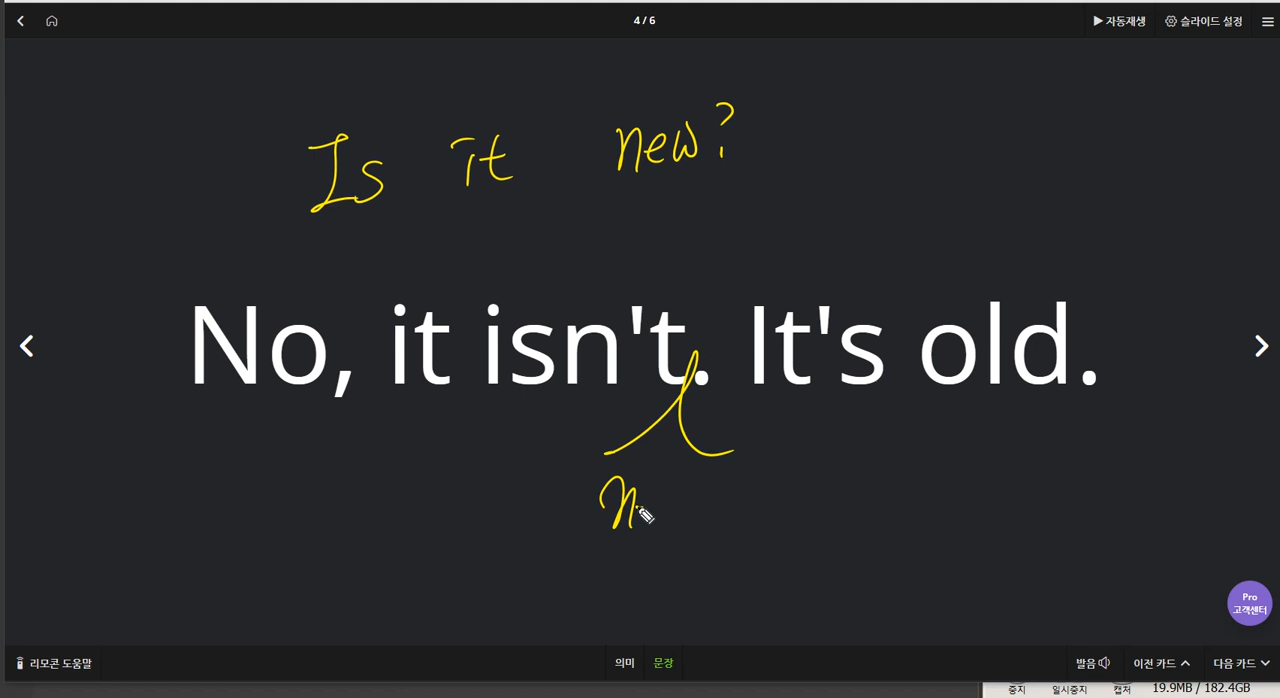 4 / 6
▶ 자동재생
슬라이드 설정
Is it new?
No, it isn't. It's old.
n
Pro
고객센터
리모콘 도움말
의미
문장
발음
이전 카드
다음 카드
중지
일시중지
캡처
19.9MB / 182.4GB